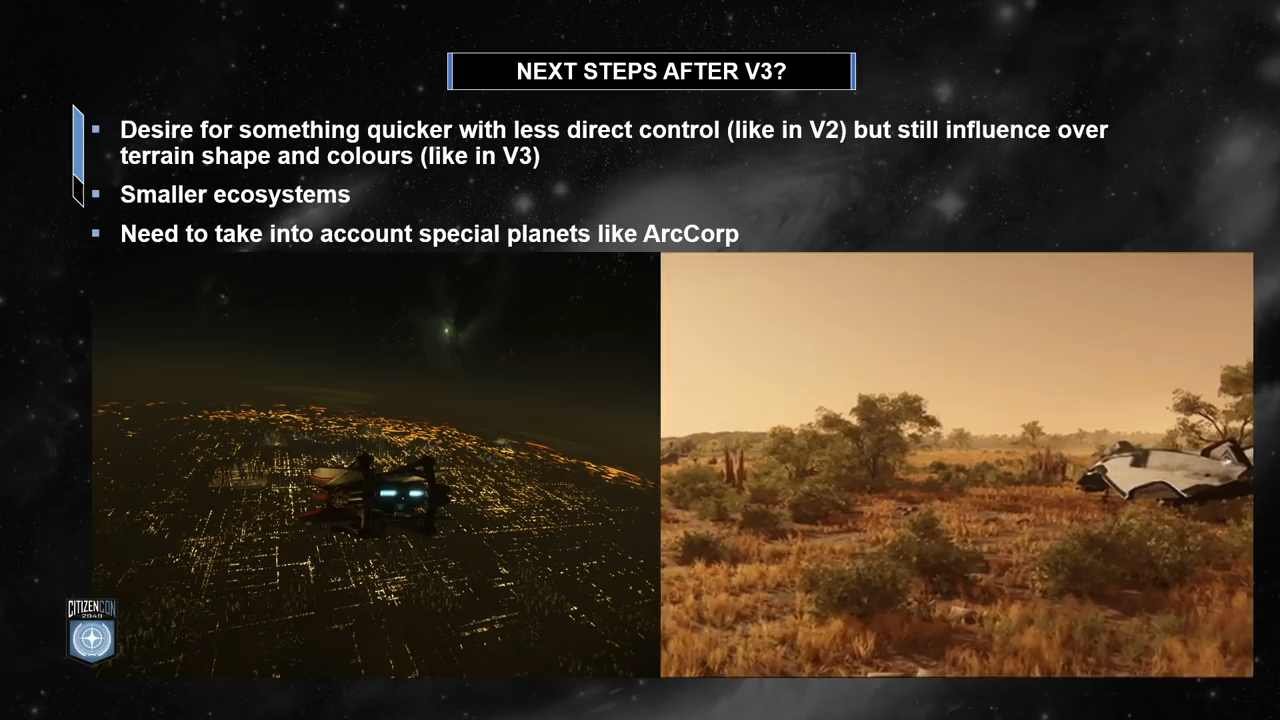 NEXT STEPS AFTER V3?
Desire for something quicker with less direct control (like in V2) but still influence over
terrain shape and colours (like in V3)
Smaller ecosystems
Need to take into account special planets like ArcCorp
CITIZENCON
2949